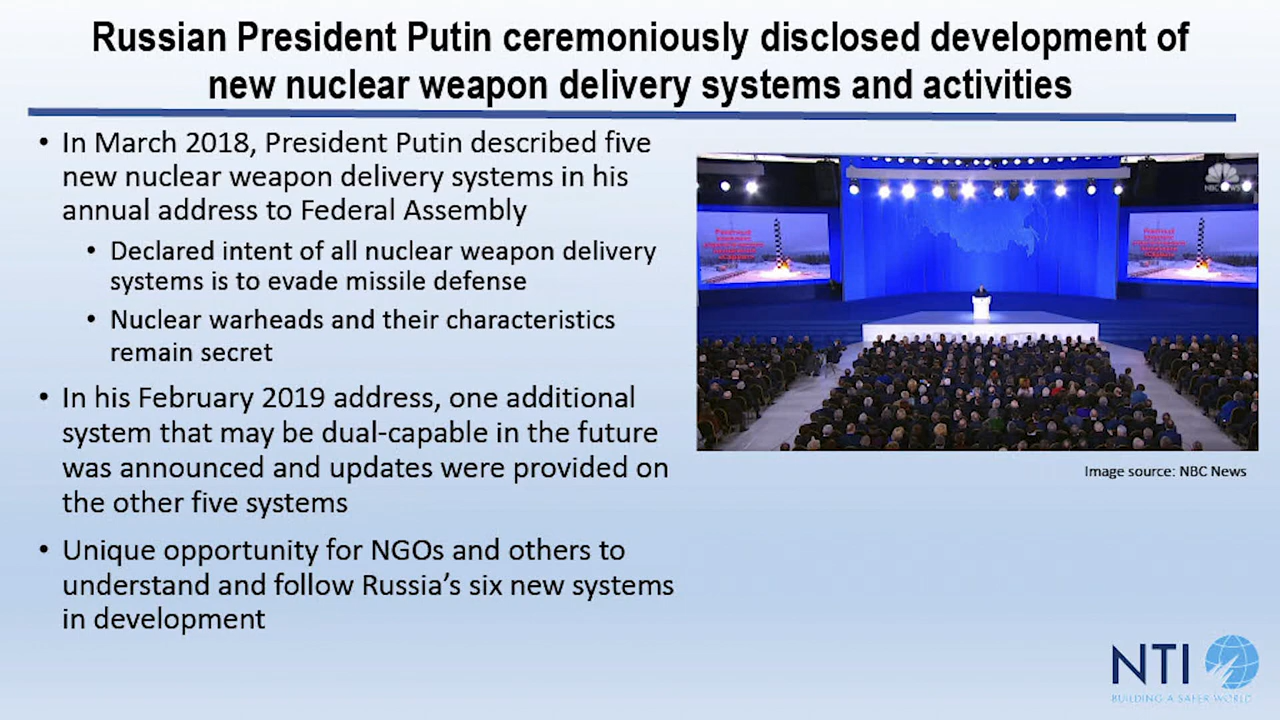 Russian President Putin ceremoniously disclosed development of
new nuclear weapon delivery systems and activities
• In March 2018, President Putin described five
new nuclear weapon delivery systems in his
annual address to Federal Assembly
• Declared intent of all nuclear weapon delivery
systems is to evade missile defense
• Nuclear warheads and their characteristics
remain secret
• In his February 2019 address, one additional
system that may be dual-capable in the future
was announced and updates were provided on
the other five systems
• Unique opportunity for NGOs and others to
understand and follow Russia’s six new systems
in development
NBC NEWS
Image source: NBC News
NTI
BUILDING A SAFER WORLD